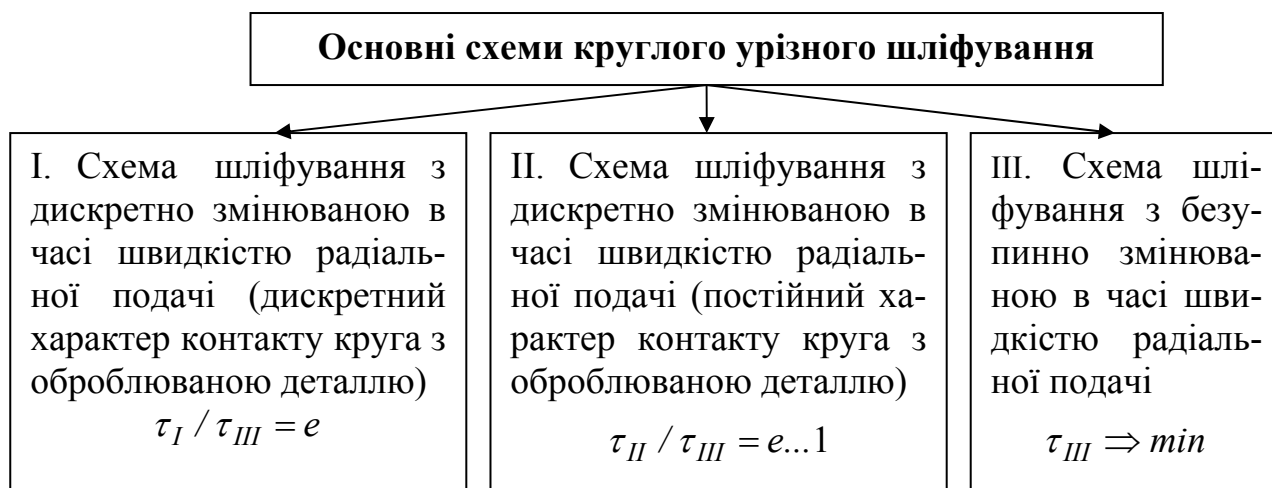 Основні схеми круглого урізного шліфування
I. Схема шліфування з
дискретно змінюваною в
часі швидкістю радіаль-
ної подачі (дискретний
характер контакту круга з
оброблюваною деталлю)
τ_I / τ_III = e
II. Схема шліфування з
дискретно змінюваною в
часі швидкістю радіаль-
ної подачі (постійний ха-
рактер контакту круга з
оброблюваною деталлю)
τ_II / τ_III = e...1
III. Схема шлі-
фування з безу-
пинно змінюва-
ною в часі шви-
дкістю радіаль-
ної подачі
τ_III ⇒ min